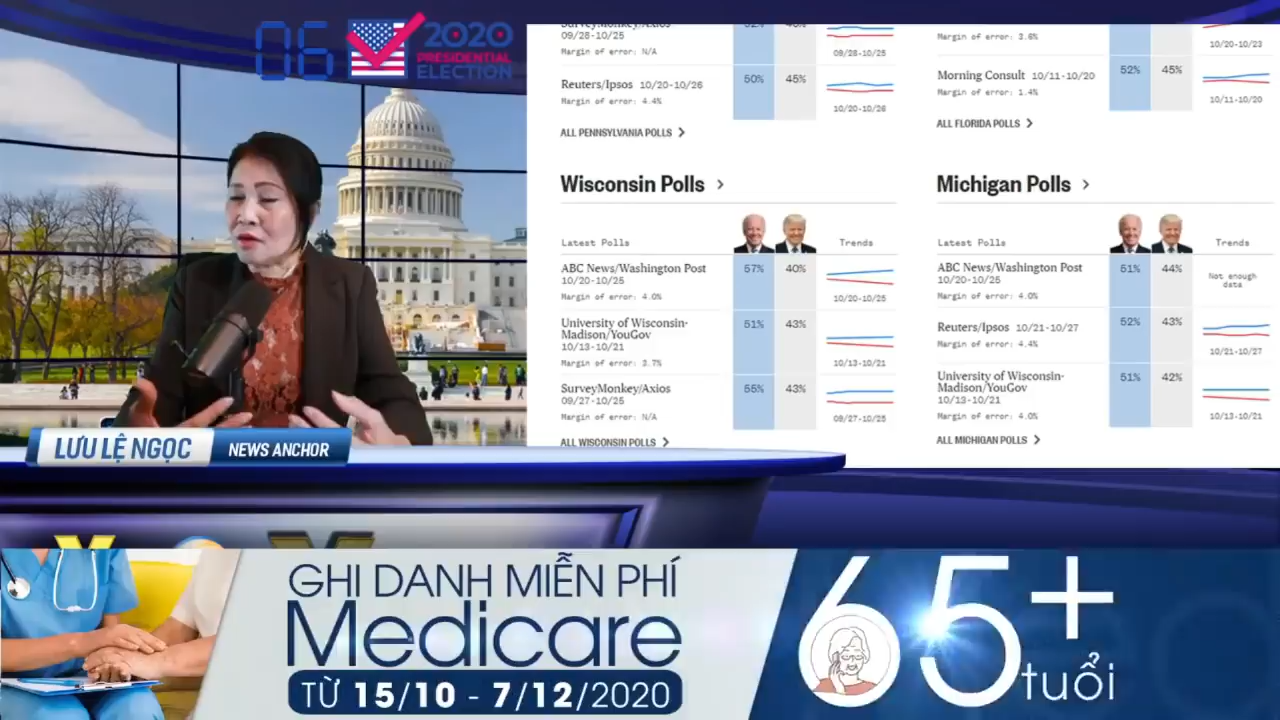 06
2020
PRESIDENTIAL
ELECTION
09/28-10/25
Margin of error: N/A
09/28-10/25
Reuters/Ipsos 10/20-10/26
50%
45%
Margin of error: 4.4%
10/20-10/26
ALL PENNSYLVANIA POLLS >
Margin of error: 3.6%
10/20-10/23
Morning Consult 10/11-10/20
52%
45%
Margin of error: 1.4%
10/11-10/20
ALL FLORIDA POLLS >
Wisconsin Polls >
Latest Polls
Trends
ABC News/Washington Post
57%
40%
10/20-10/25
Margin of error: 4.0%
10/20-10/25
University of Wisconsin-
51%
43%
Madison/YouGov
10/13-10/21
Margin of error: 3.7%
10/13-10/21
SurveyMonkey/Axios
55%
43%
09/27-10/25
Margin of error: N/A
09/27-10/25
ALL WISCONSIN POLLS >
Michigan Polls >
Latest Polls
Trends
ABC News/Washington Post
51%
44%
Not enough
data
10/20-10/25
Margin of error: 4.0%
Reuters/Ipsos 10/21-10/27
52%
43%
Margin of error: 4.4%
10/21-10/27
University of Wisconsin-
51%
42%
Madison/YouGov
10/13-10/21
Margin of error: 4.0%
10/13-10/21
ALL MICHIGAN POLLS >
LƯU LỆ NGỌC
NEWS ANCHOR
GHI DANH MIỄN PHÍ
Medicare
TỪ 15/10 - 7/12/2020
65+
tuổi